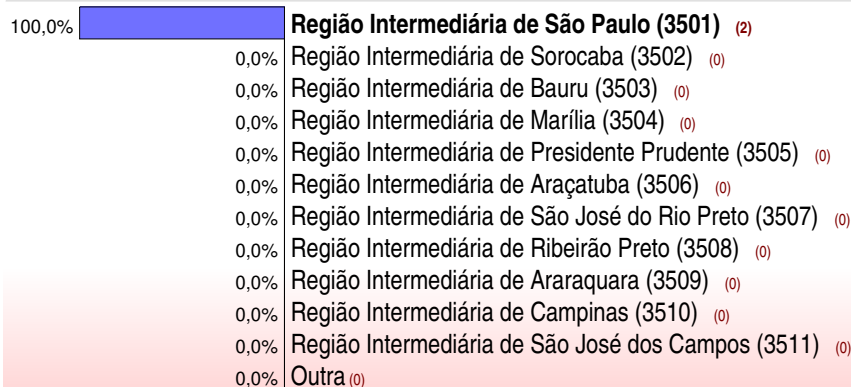 100,0% Região Intermediária de São Paulo (3501) (2)
0,0% Região Intermediária de Sorocaba (3502) (0)
0,0% Região Intermediária de Bauru (3503) (0)
0,0% Região Intermediária de Marília (3504) (0)
0,0% Região Intermediária de Presidente Prudente (3505) (0)
0,0% Região Intermediária de Araçatuba (3506) (0)
0,0% Região Intermediária de São José do Rio Preto (3507) (0)
0,0% Região Intermediária de Ribeirão Preto (3508) (0)
0,0% Região Intermediária de Araraquara (3509) (0)
0,0% Região Intermediária de Campinas (3510) (0)
0,0% Região Intermediária de São José dos Campos (3511) (0)
0,0% Outra (0)